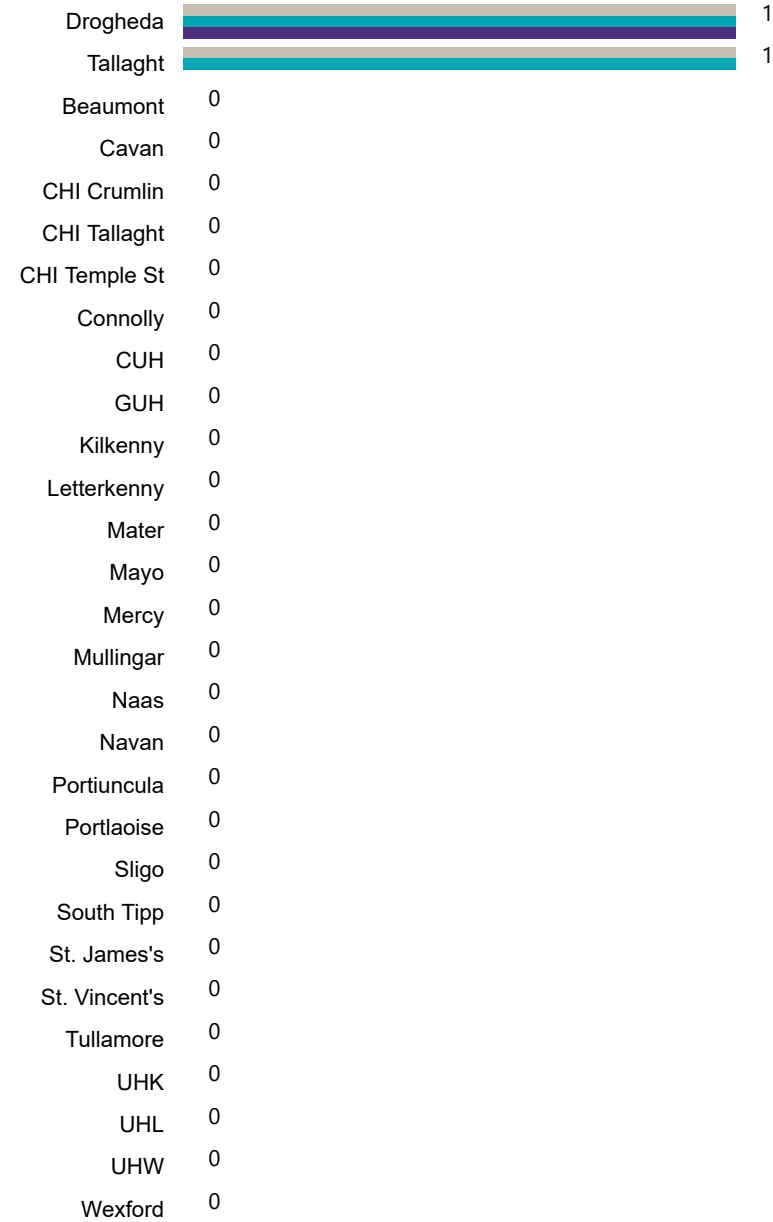 Drogheda 1
Tallaght 1
Beaumont 0
Cavan 0
CHI Crumlin 0
CHI Tallaght 0
CHI Temple St 0
Connolly 0
CUH 0
GUH 0
Kilkenny 0
Letterkenny 0
Mater 0
Mayo 0
Mercy 0
Mullingar 0
Naas 0
Navan 0
Portiuncula 0
Portlaoise 0
Sligo 0
South Tipp 0
St. James's 0
St. Vincent's 0
Tullamore 0
UHK 0
UHL 0
UHW 0
Wexford 0